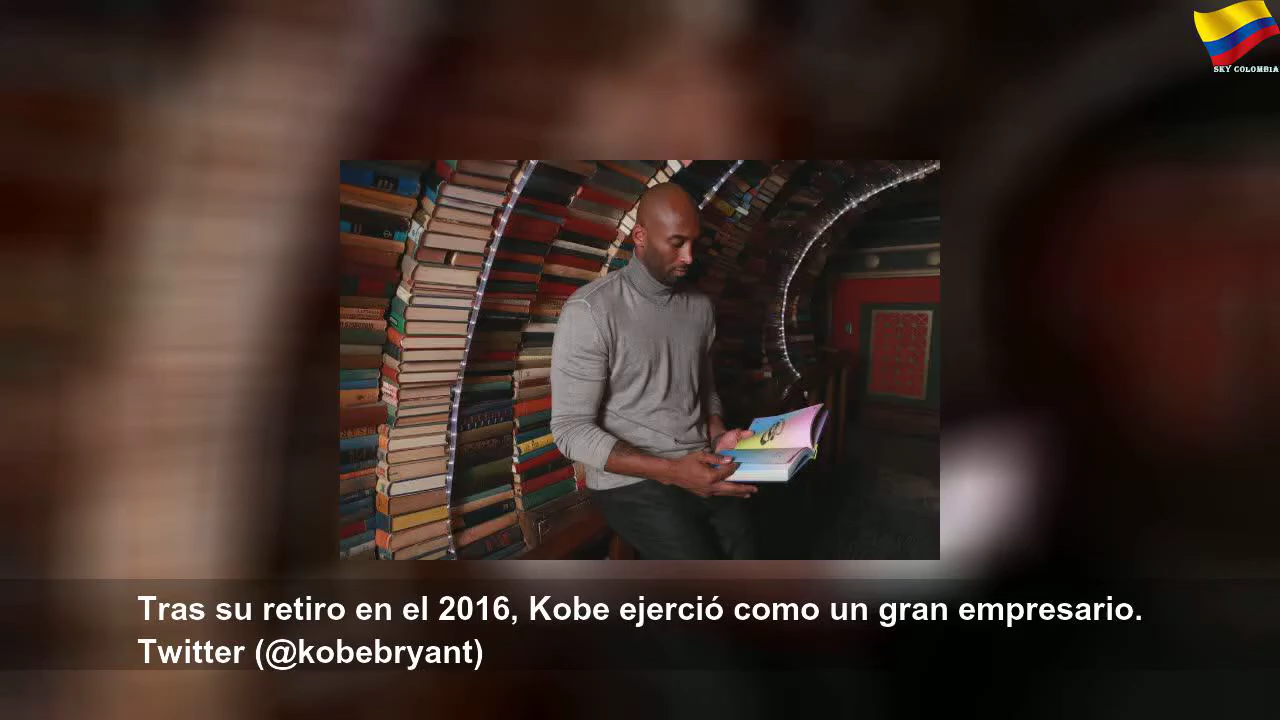 SKY COLOMBIA
Tras su retiro en el 2016, Kobe ejerció como un gran empresario.
Twitter (@kobebryant)